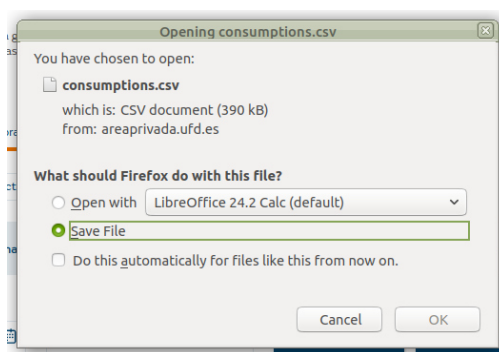 Opening consumptions.csv
You have chosen to open:
consumptions.csv
which is: CSV document (390 kB)
from: areaprivada.ufd.es
What should Firefox do with this file?
Open with LibreOffice 24.2 Calc (default)
Save File
Do this automatically for files like this from now on.
Cancel OK